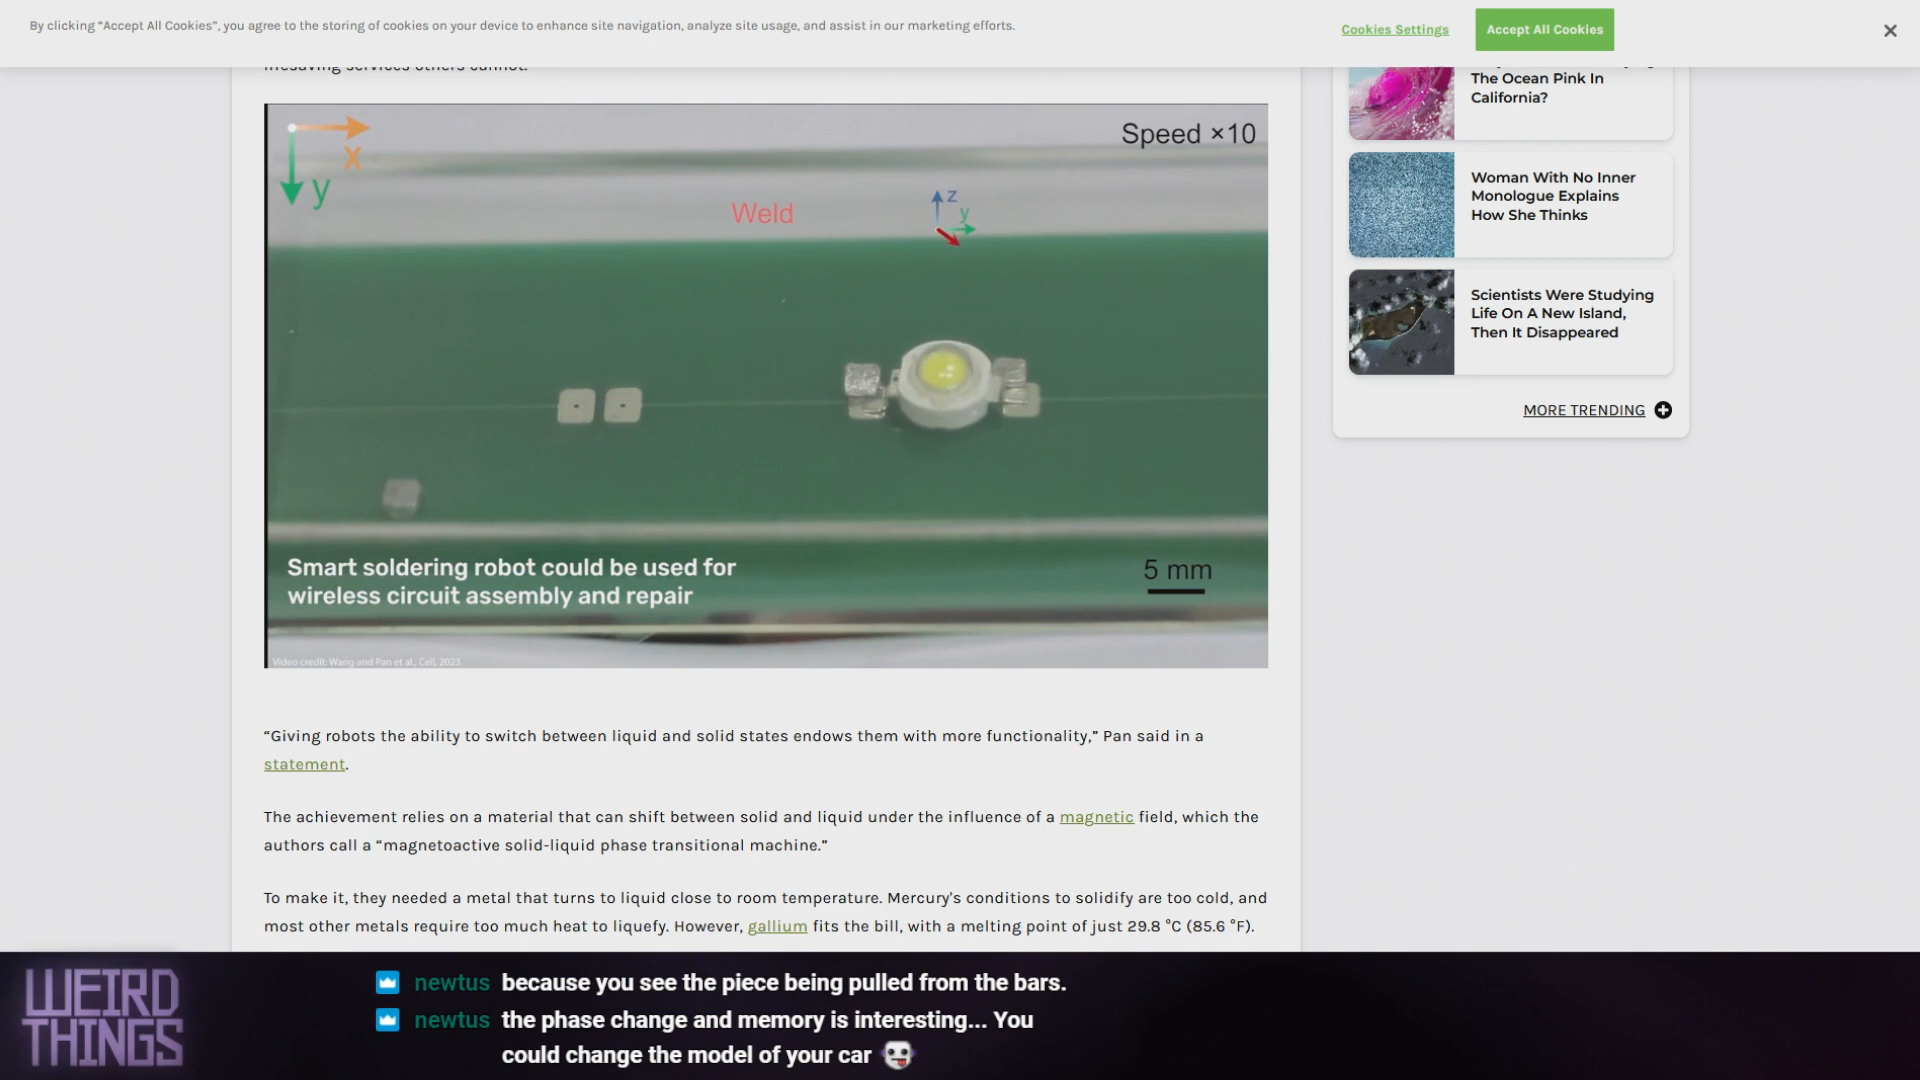 By clicking “Accept All Cookies”, you agree to the storing of cookies on your device to enhance site navigation, analyze site usage, and assist in our marketing efforts.
Cookies Settings
Accept All Cookies
lifesaving services others cannot.
x
y
Speed ×10
Weld
z
y
Smart soldering robot could be used for
wireless circuit assembly and repair
5 mm
Video credit: Wang and Pan et al., Cell, 2023
“Giving robots the ability to switch between liquid and solid states endows them with more functionality,” Pan said in a
statement.
The achievement relies on a material that can shift between solid and liquid under the influence of a magnetic field, which the
authors call a “magnetoactive solid-liquid phase transitional machine.”
To make it, they needed a metal that turns to liquid close to room temperature. Mercury's conditions to solidify are too cold, and
most other metals require too much heat to liquefy. However, gallium fits the bill, with a melting point of just 29.8 °C (85.6 °F).
The Ocean Pink In
California?
Woman With No Inner
Monologue Explains
How She Thinks
Scientists Were Studying
Life On A New Island,
Then It Disappeared
MORE TRENDING
WEIRD
THINGS
newtus because you see the piece being pulled from the bars.
newtus the phase change and memory is interesting... You
could change the model of your car